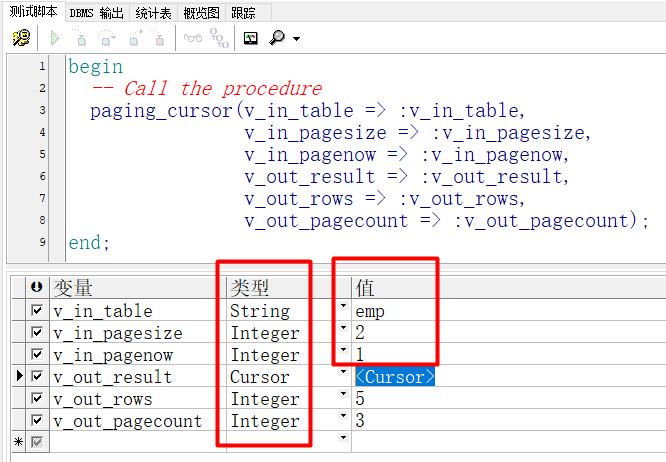 测试脚本 DBMS 输出 统计表 概览图 跟踪
1 begin
2 -- Call the procedure
3 paging_cursor(v_in_table => :v_in_table,
4 v_in_pagesize => :v_in_pagesize,
5 v_in_pagenow => :v_in_pagenow,
6 v_out_result => :v_out_result,
7 v_out_rows => :v_out_rows,
8 v_out_pagecount => :v_out_pagecount);
9 end;
变量 类型 值
v_in_table String emp
v_in_pagesize Integer 2
v_in_pagenow Integer 1
v_out_result Cursor <Cursor>
v_out_rows Integer 5
v_out_pagecount Integer 3